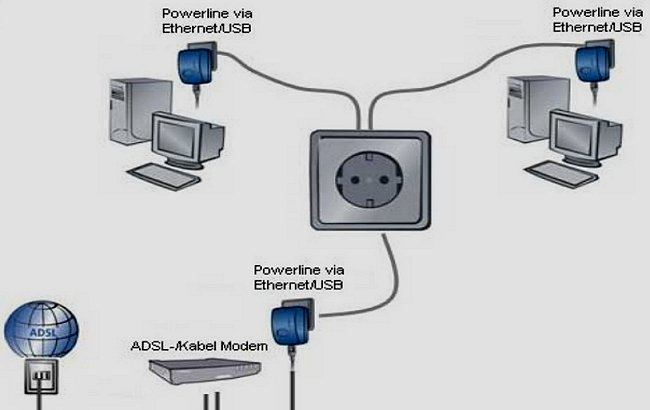 Powerline via
Ethernet/USB
Powerline via
Ethernet/USB
Powerline via
Ethernet/USB
ADSL
ADSL-/Kabel Modem